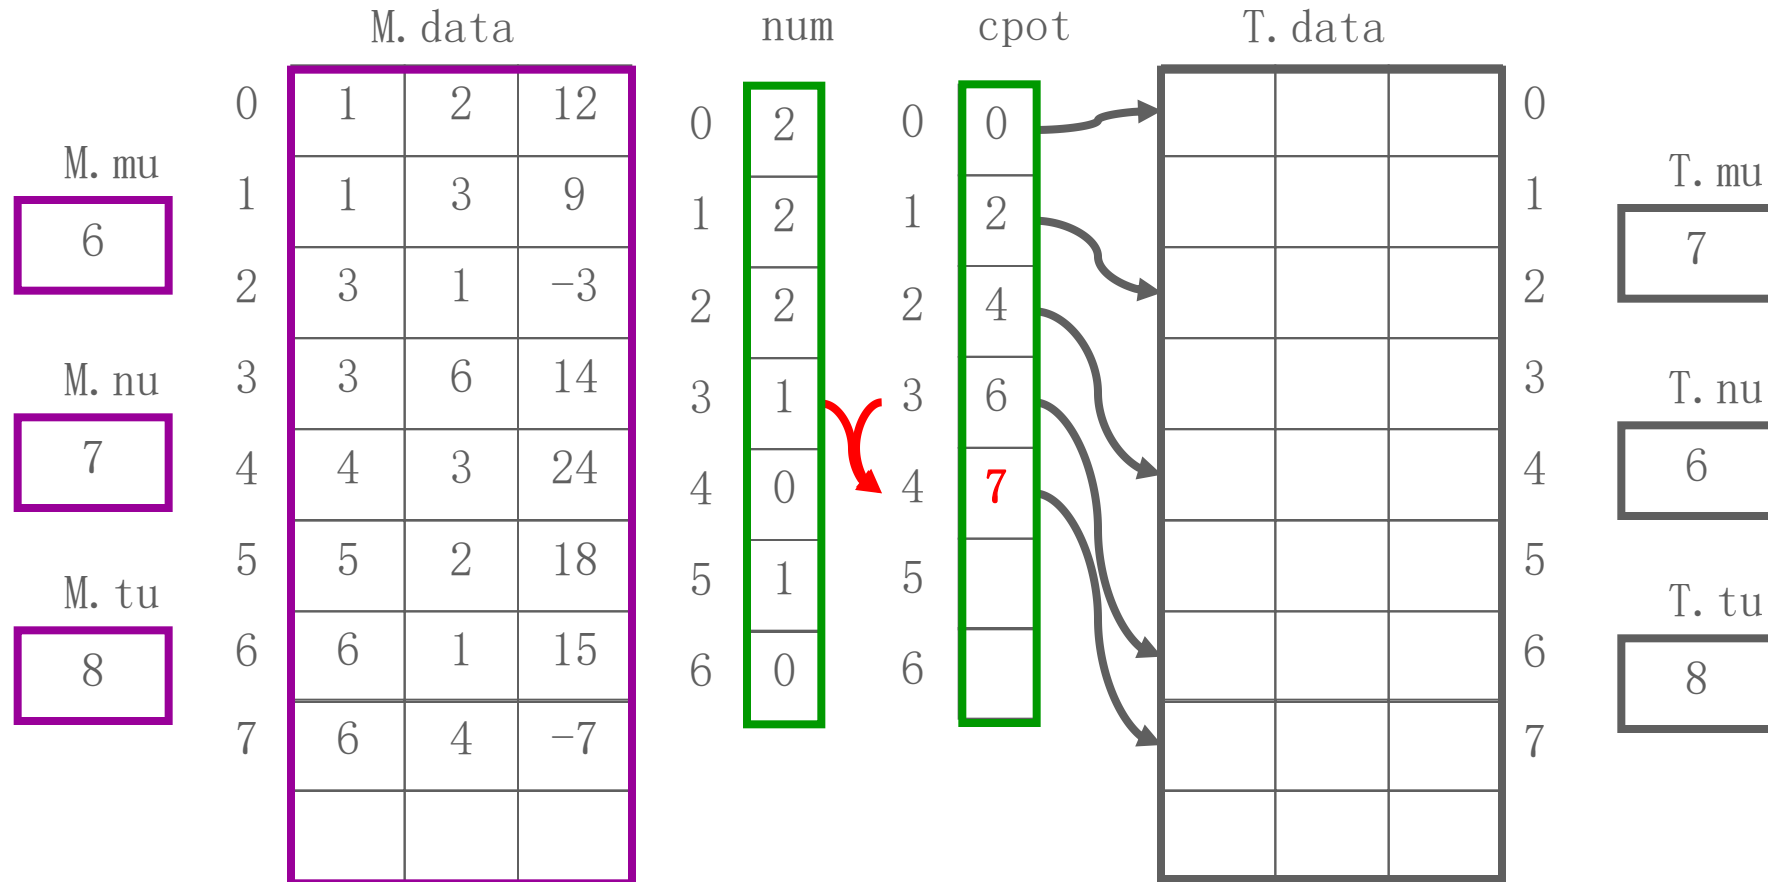 M.data num cpot T.data
0 1 2 12 0 2 0 0 0
M.mu T.mu
6 1 1 3 9 1 2 1 2 1 7
2 3 1 -3 2 2 2 4 2
M.nu T.nu
7 3 3 6 14 3 1 3 6 3 6
4 4 3 24 4 0 4 7 4
5 5 2 18 5 1 5 5
M.tu T.tu
8 6 6 1 15 6 0 6 6 8
7 6 4 -7 7